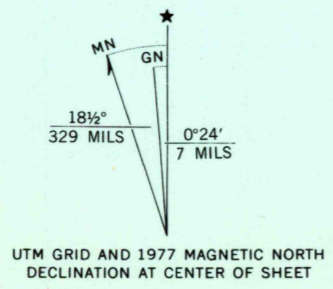 ★
MN
GN
18½°
329 MILS
0°24′
7 MILS
UTM GRID AND 1977 MAGNETIC NORTH
DECLINATION AT CENTER OF SHEET